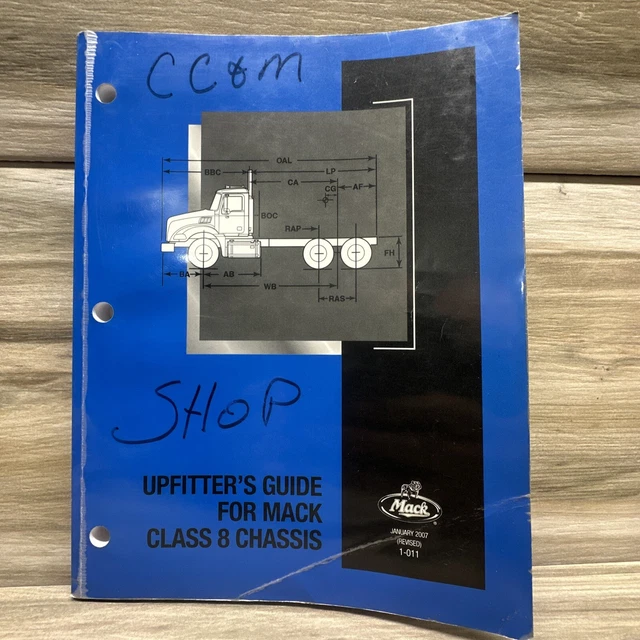 CC&M
OAL
BBC LP
CA
CG AF
BOC
RAP
FH
BA AB
WB
RAS
SHOP
UPFITTER'S GUIDE
FOR MACK
CLASS 8 CHASSIS
Mack
JANUARY 2007
(REVISED)
1-011